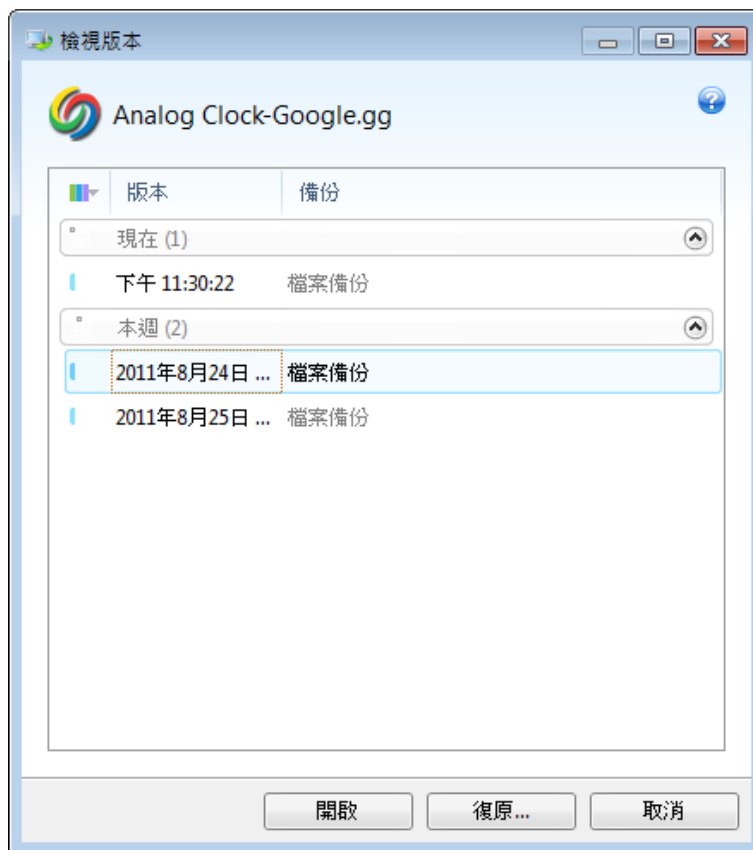 檢視版本
Analog Clock-Google.gg
版本 備份
現在 (1)
下午 11:30:22 檔案備份
本週 (2)
2011年8月24日 ... 檔案備份
2011年8月25日 ... 檔案備份
開啟 復原... 取消